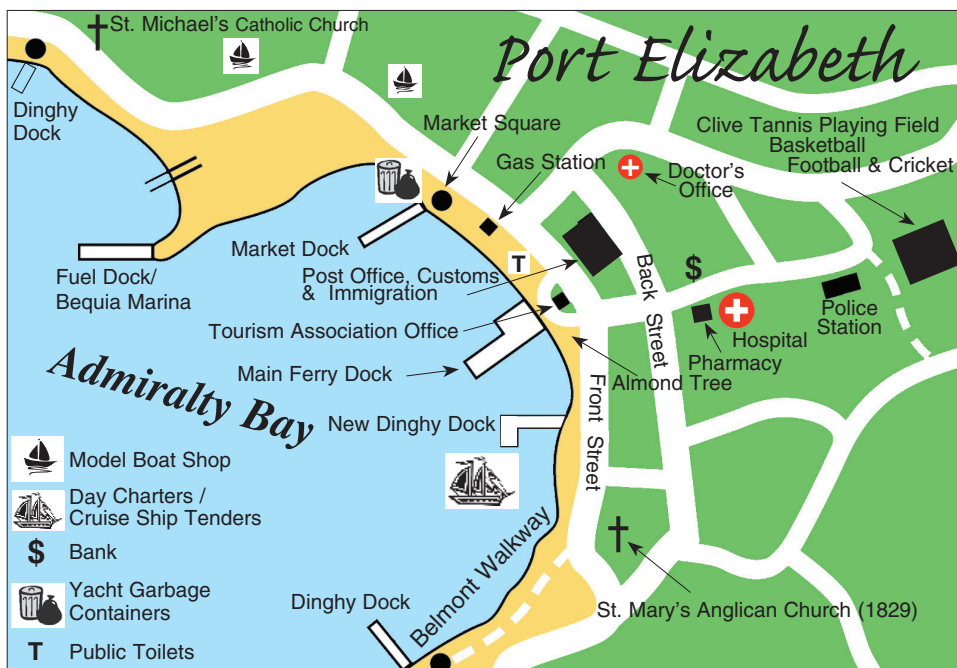 St. Michael's Catholic Church
Port Elizabeth
Dinghy
Dock
Market Square
Clive Tannis Playing Field
Basketball
Football & Cricket
Gas Station
Doctor's
Office
Market Dock
T
Fuel Dock/
Bequia Marina
Post Office, Customs
& Immigration
Back Street
$
Police
Station
Tourism Association Office
Hospital
Pharmacy
Main Ferry Dock
Almond Tree
Admiralty Bay
Front Street
New Dinghy Dock
Model Boat Shop
Day Charters /
Cruise Ship Tenders
$ Bank
Yacht Garbage
Containers
T Public Toilets
Belmont Walkway
Dinghy Dock
St. Mary's Anglican Church (1829)